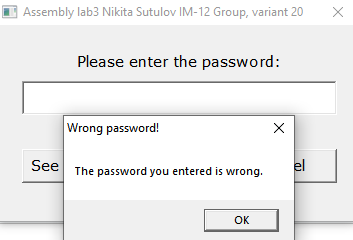 Assembly lab3 Nikita Sutulov IM-12 Group, variant 20
Please enter the password:
Wrong password!
The password you entered is wrong.
See
OK